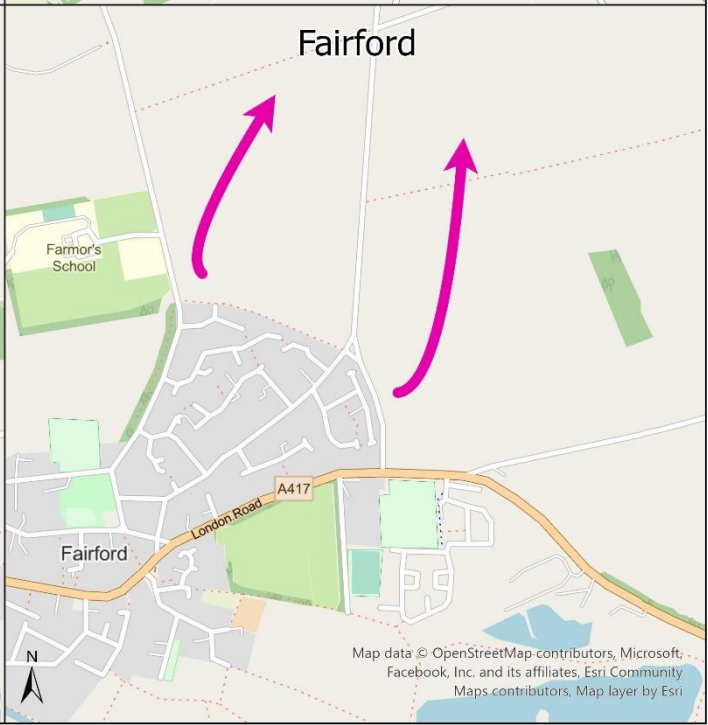 Fairford
Farmor's
School
A417
London Road
Fairford
N
Map data © OpenStreetMap contributors, Microsoft,
Facebook, Inc. and its affiliates, Esri Community
Maps contributors, Map layer by Esri